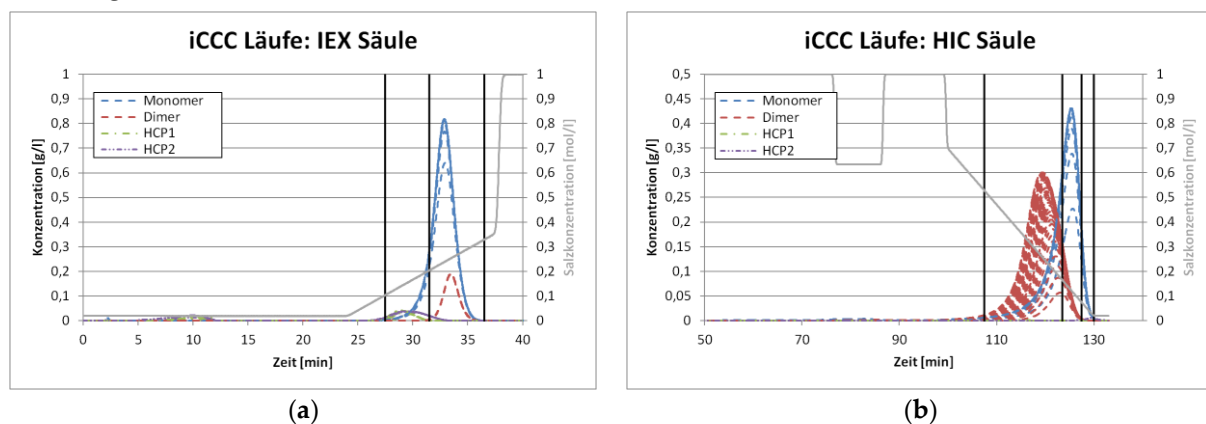 iCCC Läufe: IEX Säule
1
0,9
0,8
0,7
0,6
0,5
0,4
0,3
0,2
0,1
0
Konzentration [g/l]
Monomer
Dimer
HCP1
HCP2
1
0,9
0,8
0,7
0,6
0,5
0,4
0,3
0,2
0,1
0
Salzkonzentration [mol/l]
0 5 10 15 20 25 30 35 40
Zeit [min]
(a)
iCCC Läufe: HIC Säule
0,5
0,45
0,4
0,35
0,3
0,25
0,2
0,15
0,1
0,05
0
Konzentration [g/l]
Monomer
Dimer
HCP1
HCP2
1
0,9
0,8
0,7
0,6
0,5
0,4
0,3
0,2
0,1
0
Salzkonzentration [mol/l]
50 70 90 110 130
Zeit [min]
(b)